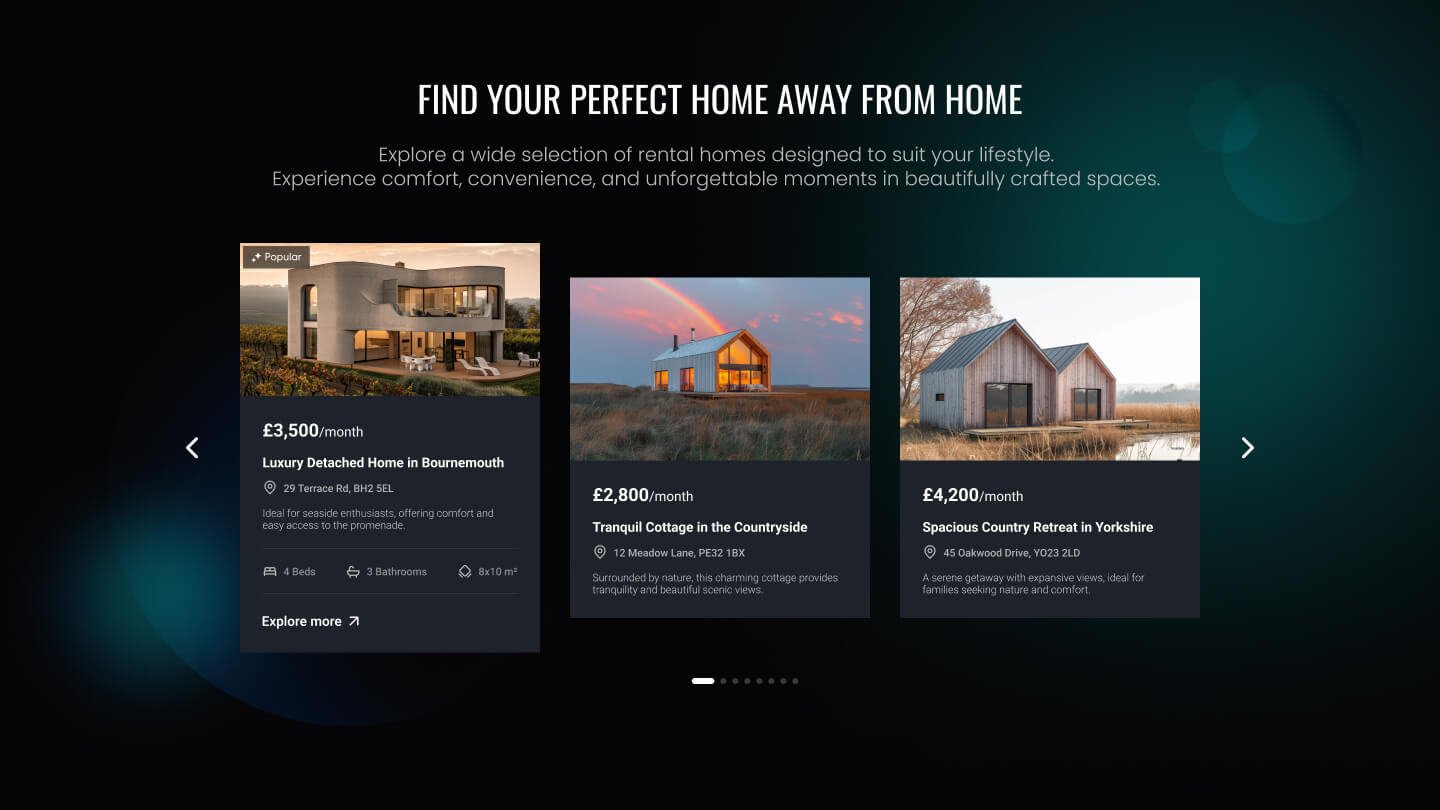 FIND YOUR PERFECT HOME AWAY FROM HOME
Explore a wide selection of rental homes designed to suit your lifestyle.
Experience comfort, convenience, and unforgettable moments in beautifully crafted spaces.
Popular
£3,500/month
Luxury Detached Home in Bournemouth
29 Terrace Rd, BH2 5EL
Ideal for seaside enthusiasts, offering comfort and
easy access to the promenade.
4 Beds
3 Bathrooms
8x10 m²
Explore more
£2,800/month
Tranquil Cottage in the Countryside
12 Meadow Lane, PE32 1BX
Surrounded by nature, this charming cottage provides
tranquility and beautiful scenic views.
£4,200/month
Spacious Country Retreat in Yorkshire
45 Oakwood Drive, YO23 2LD
A serene getaway with expansive views, ideal for
families seeking nature and comfort.